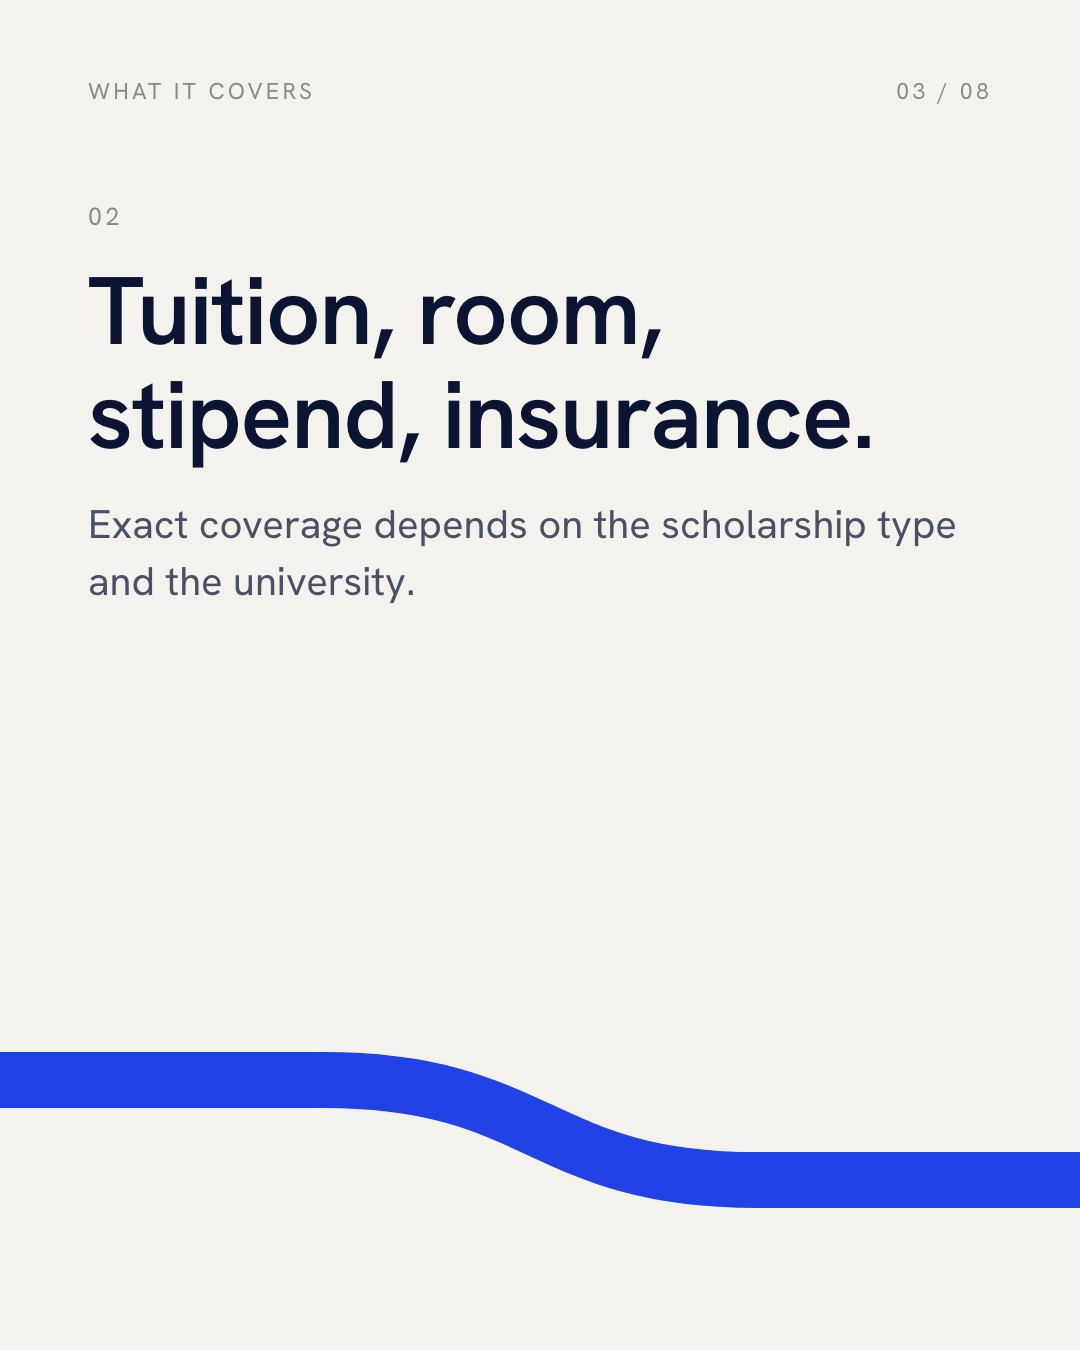 WHAT IT COVERS
03 / 08
02
Tuition, room,
stipend, insurance.
Exact coverage depends on the scholarship type
and the university.